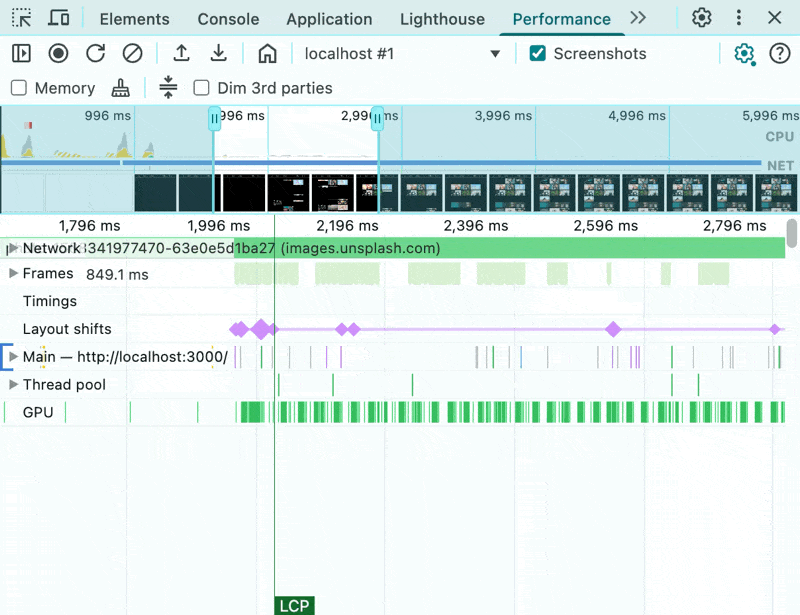 Elements Console Application Lighthouse Performance
localhost #1 Screenshots
Memory Dim 3rd parties
996 ms 996 ms 2,996 ms 3,996 ms 4,996 ms 5,996 ms
CPU
NET
1,796 ms 1,996 ms 2,196 ms 2,396 ms 2,596 ms 2,796 ms
Network 341977470-63e0e5d1ba27 (images.unsplash.com)
Frames 849.1 ms
Timings
Layout shifts
Main — http://localhost:3000/
Thread pool
GPU
LCP